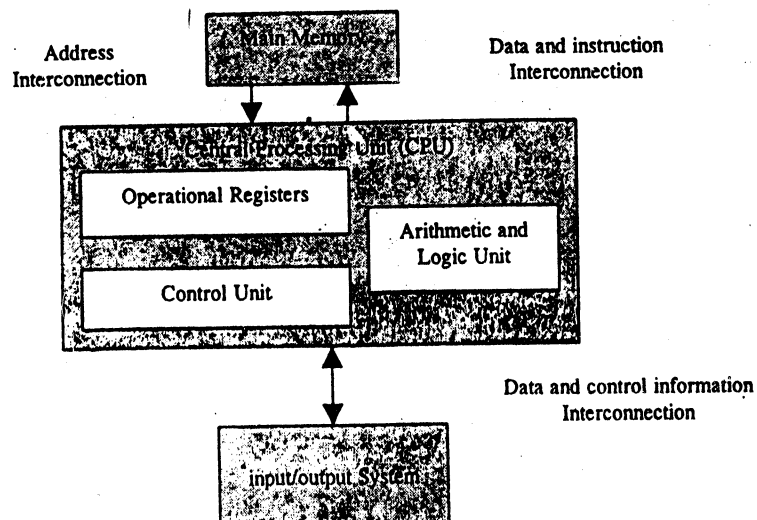 Main Memory
Address
Interconnection
Data and instruction
Interconnection
Central Processing Unit (CPU)
Operational Registers
Arithmetic and
Logic Unit
Control Unit
Data and control information
Interconnection
input/output System